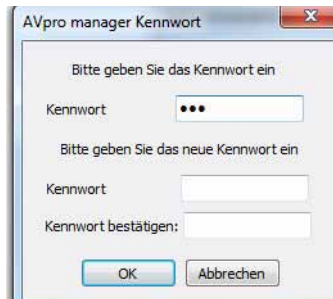 AVpro manager Kennwort
Bitte geben Sie das Kennwort ein
Kennwort
Bitte geben Sie das neue Kennwort ein
Kennwort
Kennwort bestätigen:
OK Abbrechen